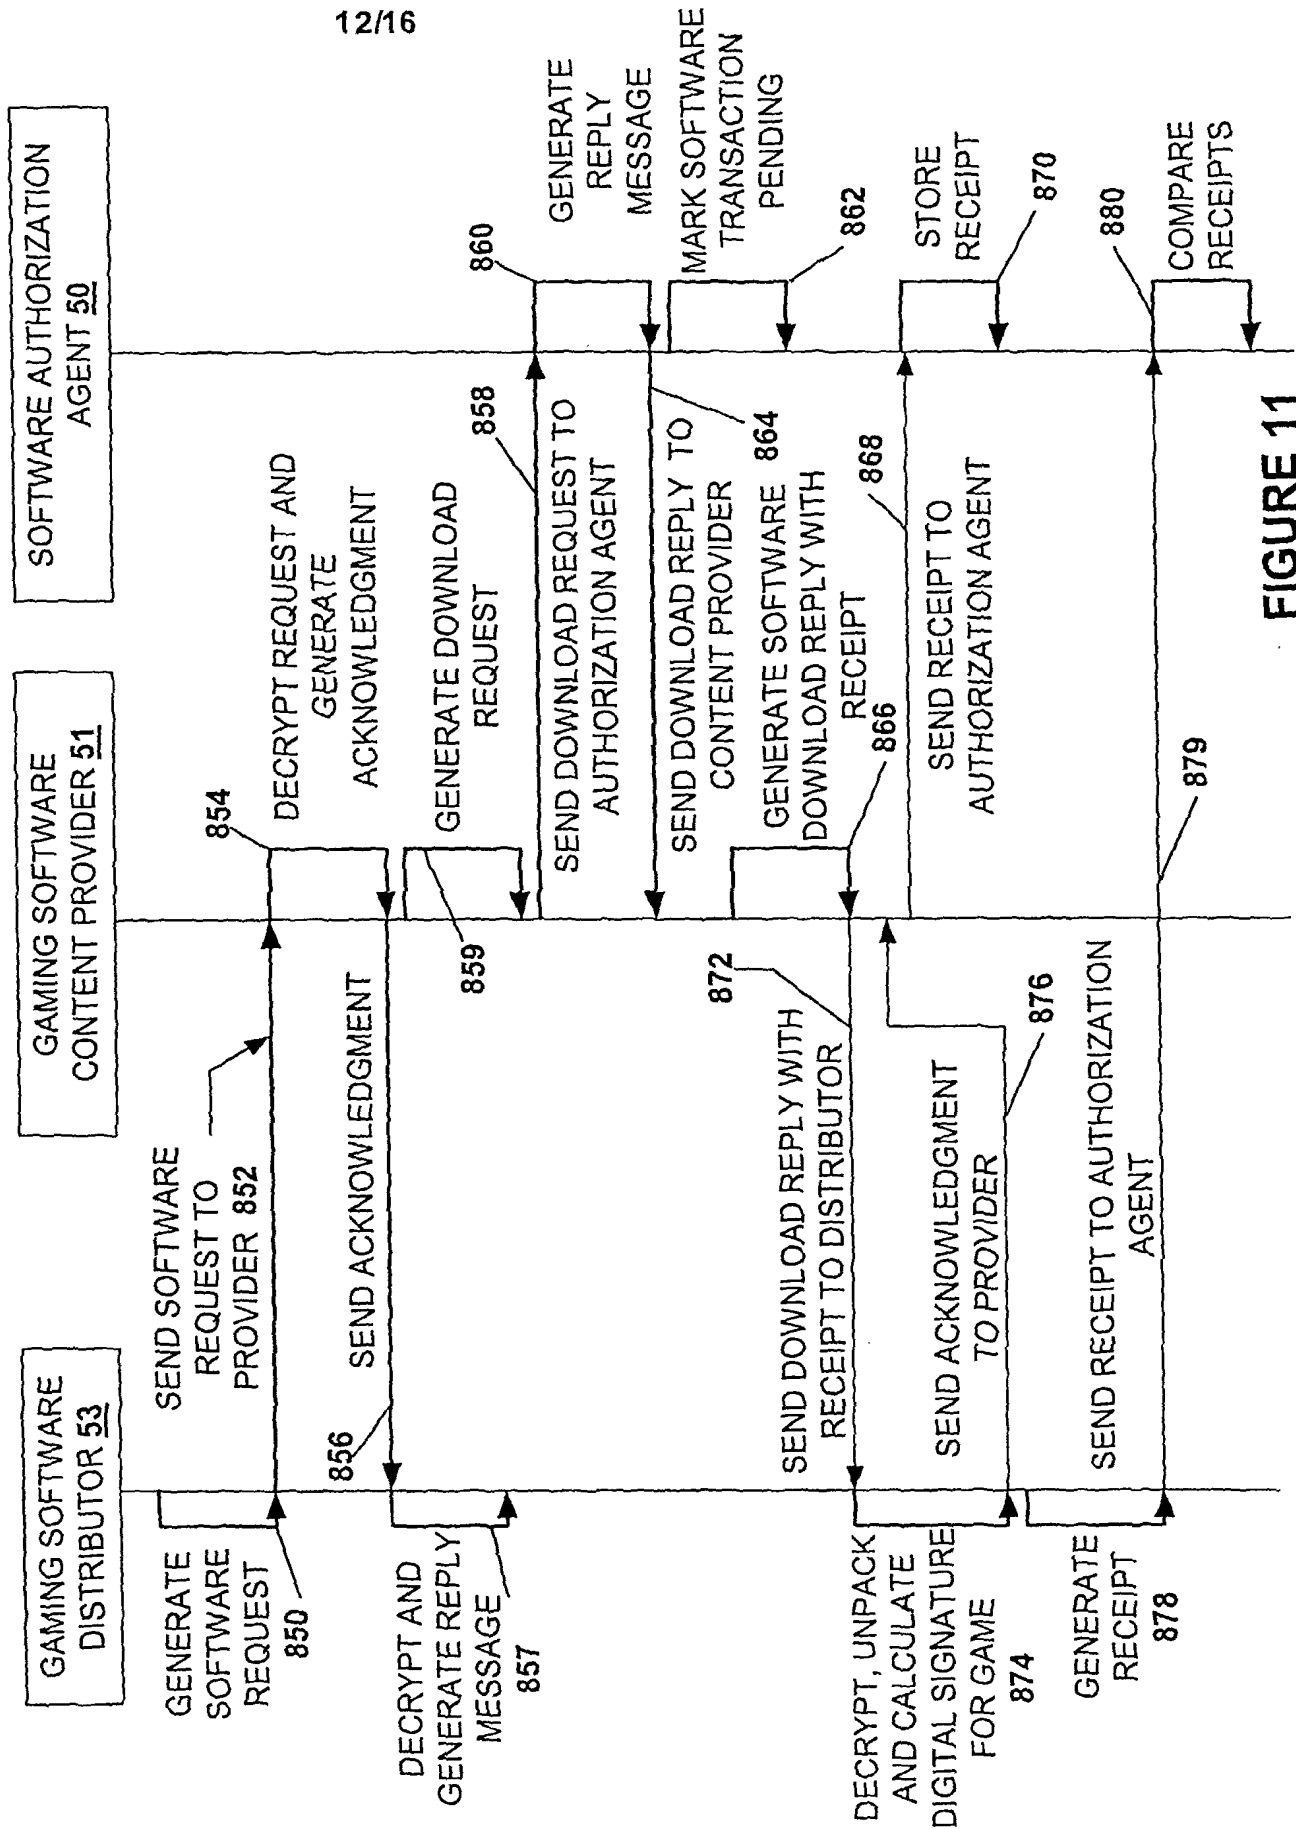 12/16
GAMING SOFTWARE
DISTRIBUTOR 53
GAMING SOFTWARE
CONTENT PROVIDER 51
SOFTWARE AUTHORIZATION
AGENT 50
GENERATE
SOFTWARE
REQUEST
850
SEND SOFTWARE
REQUEST TO
PROVIDER 852
854
DECRYPT REQUEST AND
GENERATE
ACKNOWLEDGMENT
SEND ACKNOWLEDGMENT
856
DECRYPT AND
GENERATE REPLY
MESSAGE
857
859
GENERATE DOWNLOAD
REQUEST
858
SEND DOWNLOAD REQUEST TO
AUTHORIZATION AGENT
860
GENERATE
REPLY
MESSAGE
MARK SOFTWARE
TRANSACTION
PENDING
862
864
SEND DOWNLOAD REPLY TO
CONTENT PROVIDER
GENERATE SOFTWARE
DOWNLOAD REPLY WITH
RECEIPT
866
872
SEND DOWNLOAD REPLY WITH
RECEIPT TO DISTRIBUTOR
868
SEND RECEIPT TO
AUTHORIZATION AGENT
STORE
RECEIPT
870
DECRYPT, UNPACK
AND CALCULATE
DIGITAL SIGNATURE
FOR GAME
874
SEND ACKNOWLEDGMENT
TO PROVIDER
876
GENERATE
RECEIPT
878
SEND RECEIPT TO AUTHORIZATION
AGENT
879
880
COMPARE
RECEIPTS
FIGURE 11